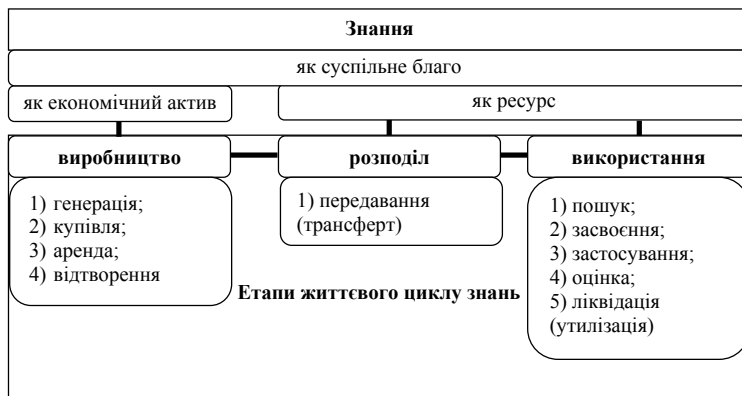 Знання
як суспільне благо
як економічний актив
як ресурс
виробництво
розподіл
використання
1) генерація;
2) купівля;
3) аренда;
4) відтворення
1) передавання
(трансферт)
1) пошук;
2) засвоєння;
3) застосування;
4) оцінка;
5) ліквідація
(утилізація)
Етапи життєвого циклу знань